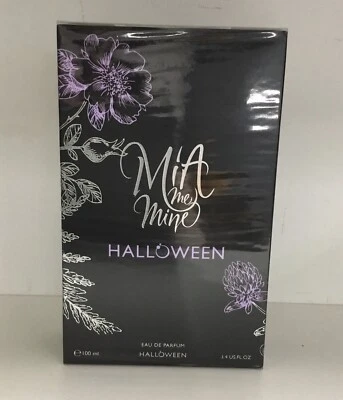 MiA
me
mine
HALLOWEEN
EAU DE PARFUM
℮ 100 ml HALLOWEEN 3.4 US FL.OZ